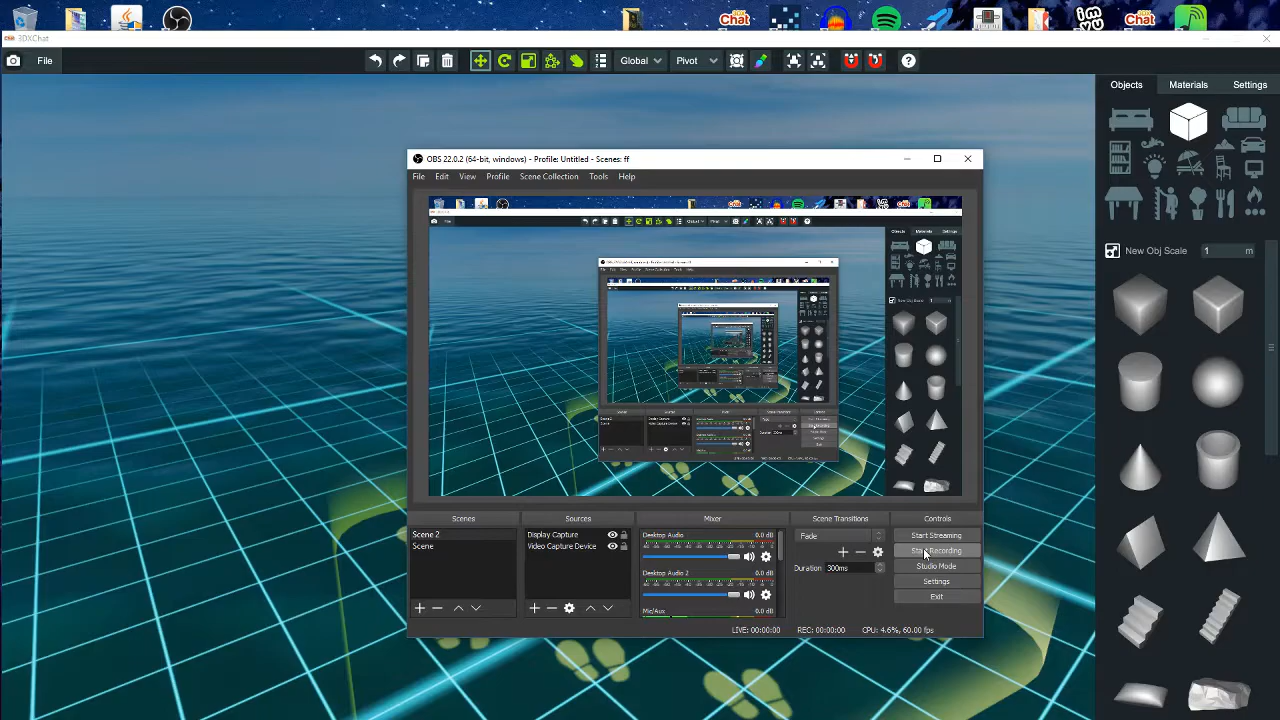 Chat
Chat
3DXChat
File
Global
Pivot
Objects
Materials
Settings
New Obj Scale
1
m
OBS 22.0.2 (64-bit, windows) - Profile: Untitled - Scenes: ff
File
Edit
View
Profile
Scene Collection
Tools
Help
Scenes
Sources
Mixer
Scene Transitions
Controls
Scene 2
Scene
Display Capture
Video Capture Device
Desktop Audio
0.0 dB
Desktop Audio 2
0.0 dB
Mic/Aux
0.0 dB
Fade
Duration
300ms
Start Streaming
Start Recording
Studio Mode
Settings
Exit
LIVE: 00:00:00
REC: 00:00:00
CPU: 4.6%, 60.00 fps